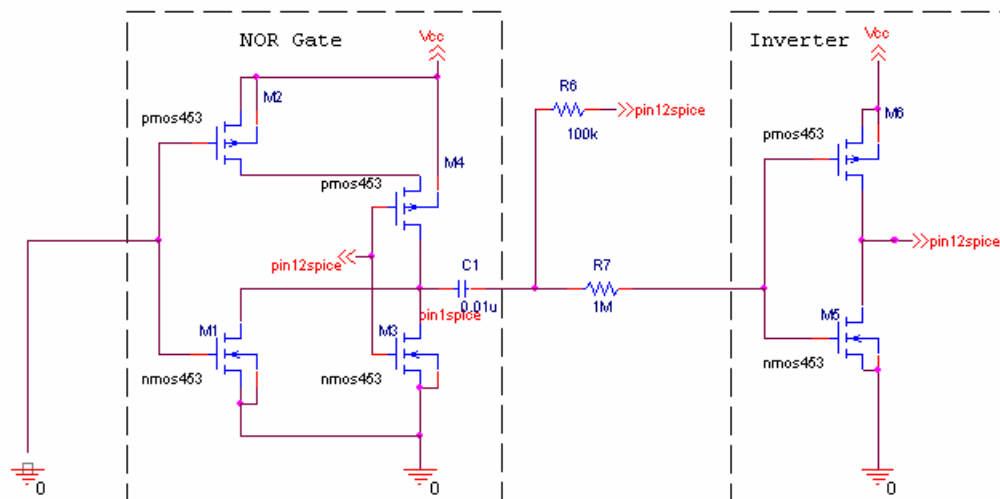 NOR Gate
Vcc
M2
pmos453
M4
pmos453
pin12spice
C1
0.01u
pin1spice
M1
nmos453
M3
nmos453
0
0
R6
100k
pin12spice
R7
1M
Inverter
Vcc
M6
pmos453
pin12spice
M5
nmos453
0